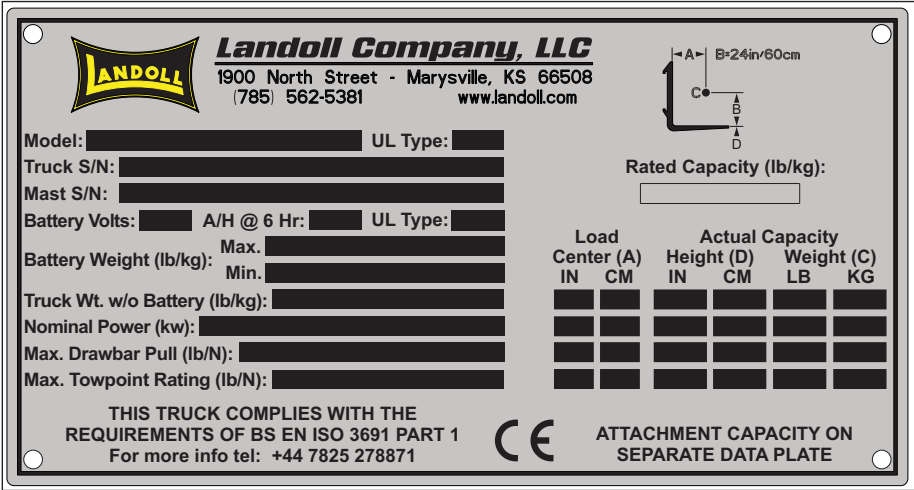 LANDOLL
Landoll Company, LLC
1900 North Street - Marysville, KS 66508
(785) 562-5381 www.landoll.com
A B=24in/60cm
C
B
D
Model: UL Type:
Truck S/N:
Mast S/N:
Battery Volts: A/H @ 6 Hr: UL Type:
Battery Weight (lb/kg): Max.
Min.
Truck Wt. w/o Battery (lb/kg):
Nominal Power (kw):
Max. Drawbar Pull (lb/N):
Max. Towpoint Rating (lb/N):
Rated Capacity (lb/kg):
Load Actual Capacity
Center (A) Height (D) Weight (C)
IN CM IN CM LB KG
THIS TRUCK COMPLIES WITH THE
REQUIREMENTS OF BS EN ISO 3691 PART 1
For more info tel: +44 7825 278871
CE
ATTACHMENT CAPACITY ON
SEPARATE DATA PLATE